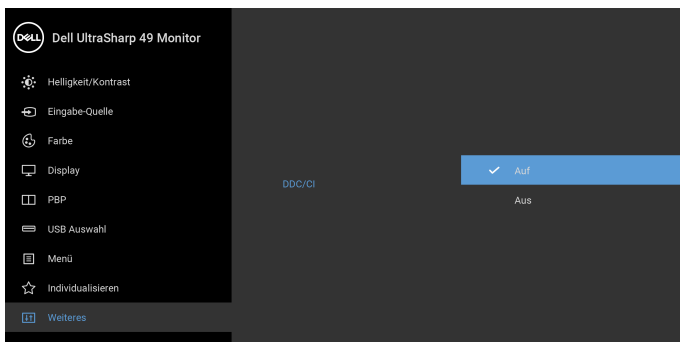 DELL
Dell UltraSharp 49 Monitor
Helligkeit/Kontrast
Eingabe-Quelle
Farbe
Display
PBP
USB Auswahl
Menü
Individualisieren
Weiteres
DDC/CI
Auf
Aus